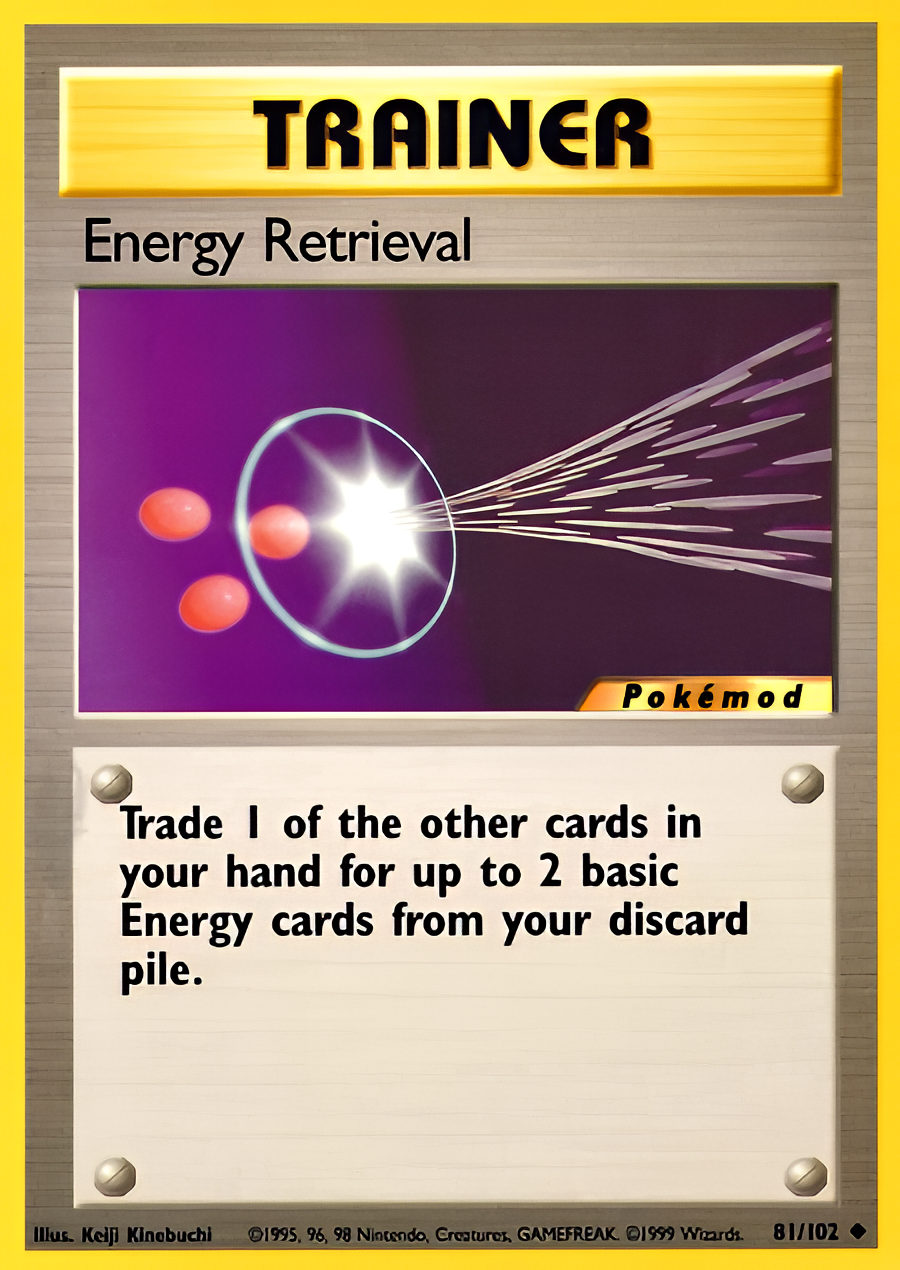 TRAINER
Energy Retrieval
Pokémod
Trade 1 of the other cards in
your hand for up to 2 basic
Energy cards from your discard
pile.
Illus. Keiji Kinebuchi ©1995, 96, 98 Nintendo, Creatures, GAMEFREAK. ©1999 Wizards. 81/102